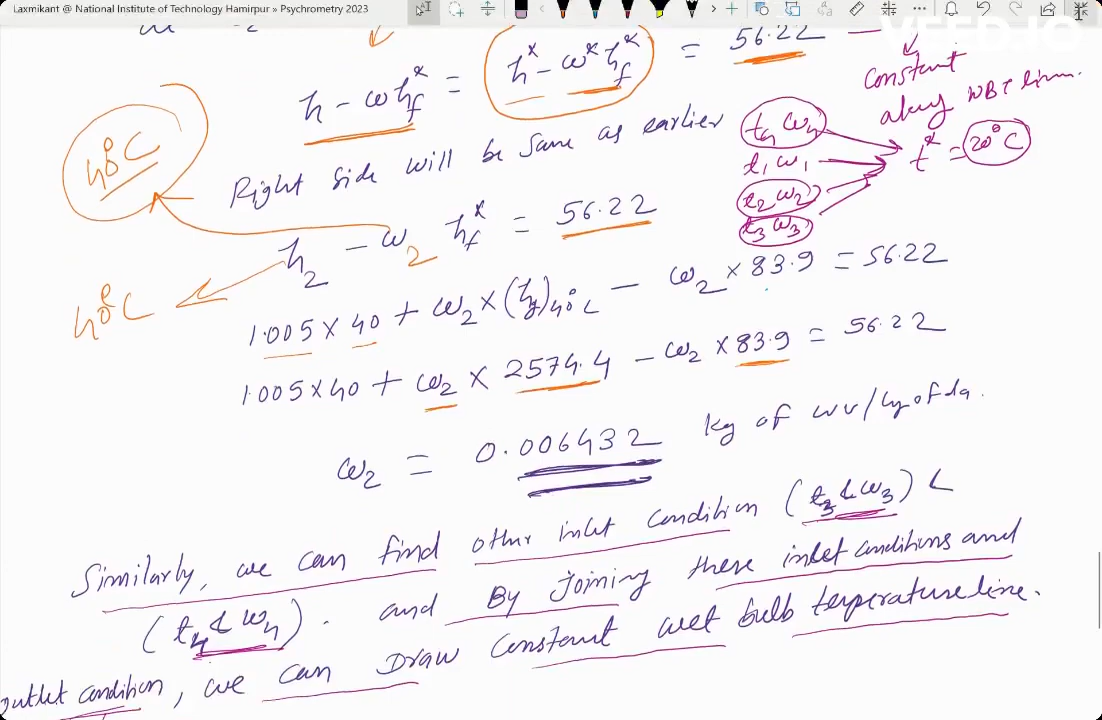 Laxmikant @ National Institute of Technology Hamirpur » Psychrometry 2023
VEED.IO
h - ωh*f = h* - ω*h*f = 56.22 —
Constant
along WBT line.
40°C
Right side will be same as earlier
t4 ω4
t1 ω1
t2 ω2
t3 ω3
t* = 20°C
h2 - ω2 h*f = 56.22
40°C
1.005 × 40 + ω2 × (hg)40°C - ω2 × 83.9 = 56.22
1.005×40 + ω2 × 2574.4 - ω2 × 83.9 = 56.22
ω2 = 0.006432 kg of wv/kg of da.
Similarly, we can find other inlet condition (t3 & ω3) &
(t4 & ω4). and By Joining these inlet conditions and
outlet condition, we can Draw Constant wet bulb terperature line.